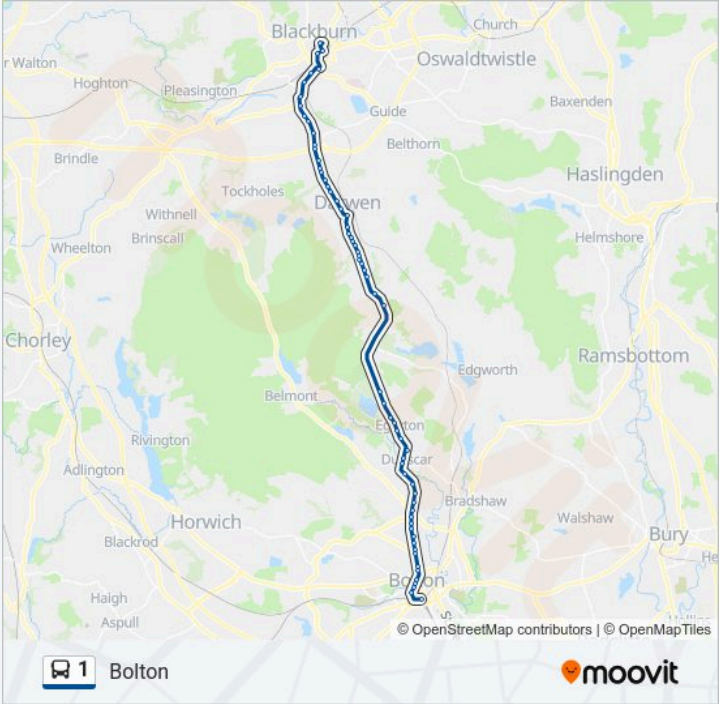 Church
Blackburn
r Walton
Oswaldtwistle
Hoghton
Pleasington
Baxenden
Guide
Belthorn
Brindle
Haslingden
Tockholes
Darwen
Withnell
Brinscall
Helmshore
Wheelton
Chorley
Ramsbottom
Edgworth
Belmont
Egerton
Rivington
Dunscar
Adlington
Bradshaw
Walshaw
Horwich
Bury
Blackrod
He
Bolton
Haigh
Aspull
© OpenStreetMap contributors | © OpenMapTiles
1 Bolton
moovit